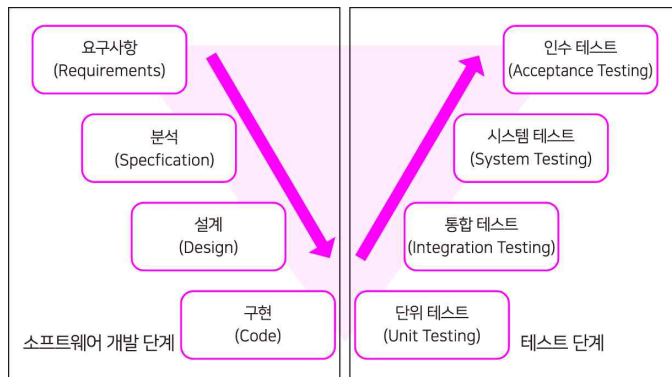 요구사항
(Requirements)
분석
(Specfication)
설계
(Design)
구현
(Code)
소프트웨어 개발 단계
인수 테스트
(Acceptance Testing)
시스템 테스트
(System Testing)
통합 테스트
(Integration Testing)
단위 테스트
(Unit Testing)
테스트 단계